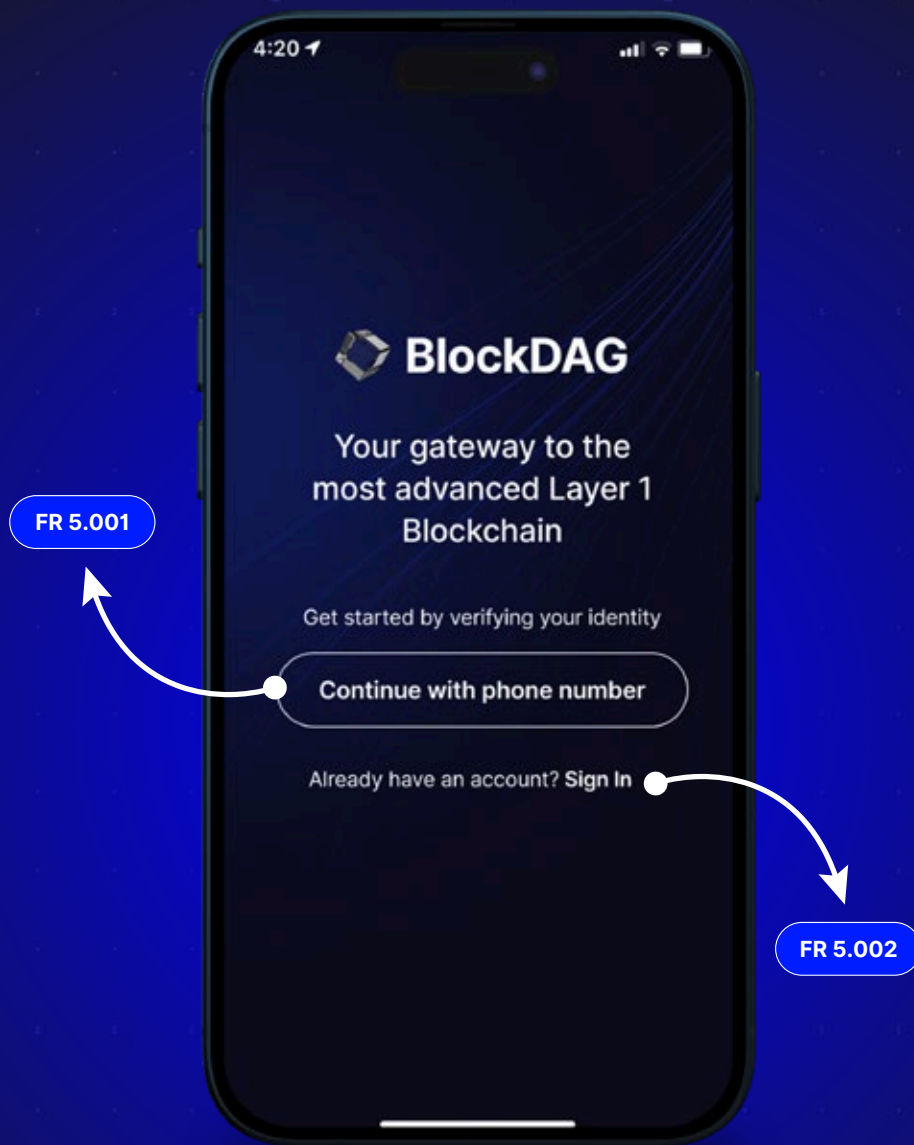 4:20
BlockDAG
Your gateway to the
most advanced Layer 1
Blockchain
FR 5.001
Get started by verifying your identity
Continue with phone number
Already have an account? Sign In
FR 5.002